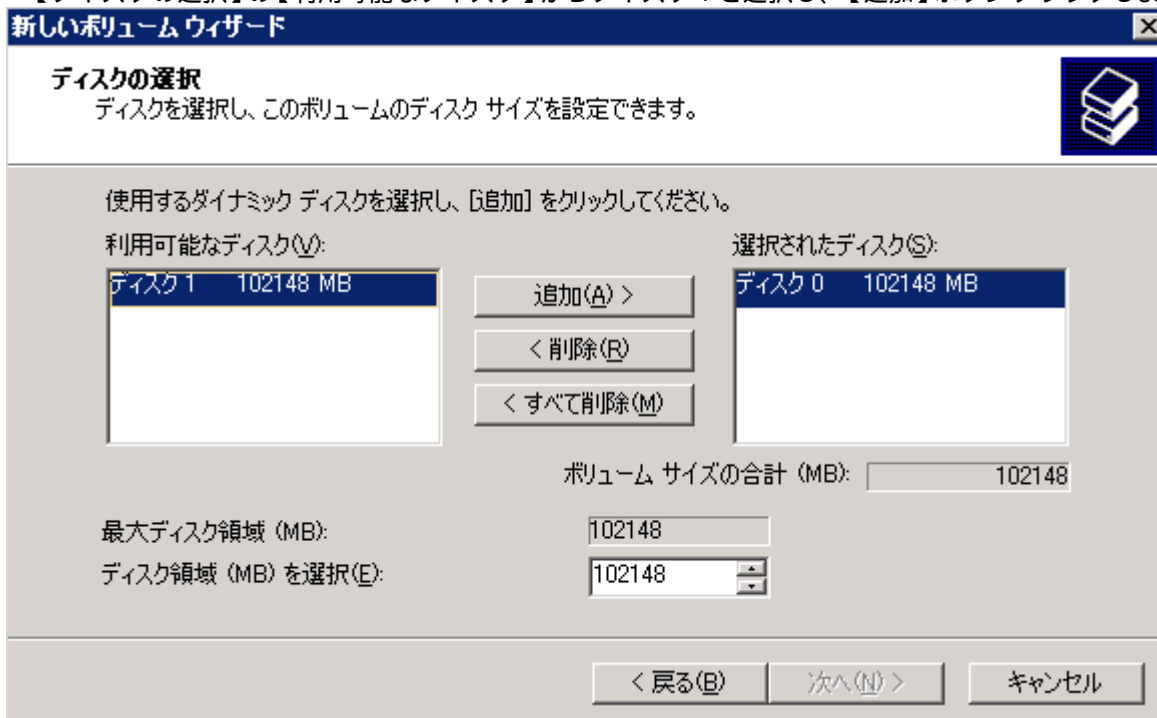 新しいボリューム ウィザード
ディスクの選択
ディスクを選択し、このボリュームのディスク サイズを設定できます。
使用するダイナミック ディスクを選択し、[追加] をクリックしてください。
利用可能なディスク(V): 選択されたディスク(S):
ディスク 1 102148 MB 追加(A) > ディスク 0 102148 MB
< 削除(R)
< すべて削除(M)
ボリューム サイズの合計 (MB): 102148
最大ディスク領域 (MB): 102148
ディスク領域 (MB) を選択(E): 102148
< 戻る(B) 次へ(N) > キャンセル